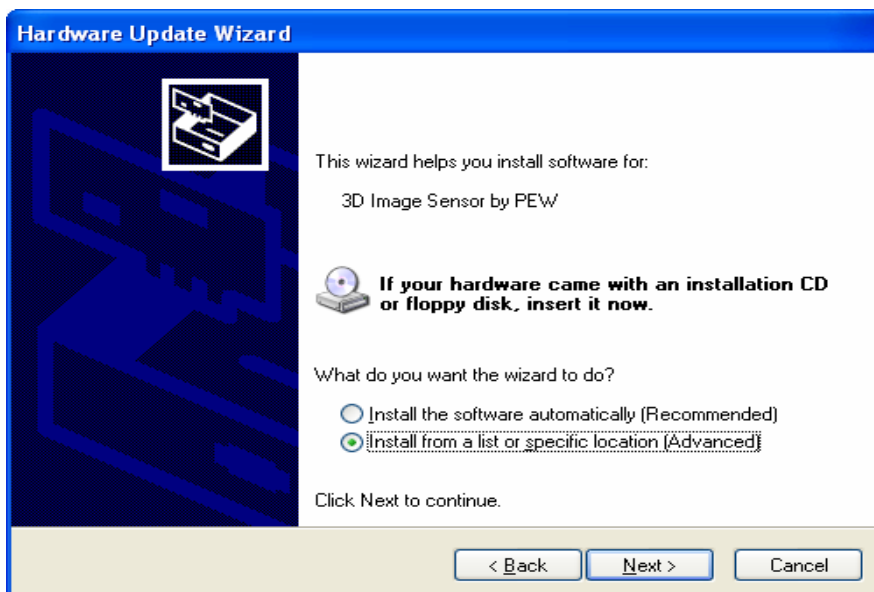 Hardware Update Wizard
This wizard helps you install software for:
3D Image Sensor by PEW
If your hardware came with an installation CD
or floppy disk, insert it now.
What do you want the wizard to do?
Install the software automatically (Recommended)
Install from a list or specific location (Advanced)
Click Next to continue.
< Back Next > Cancel